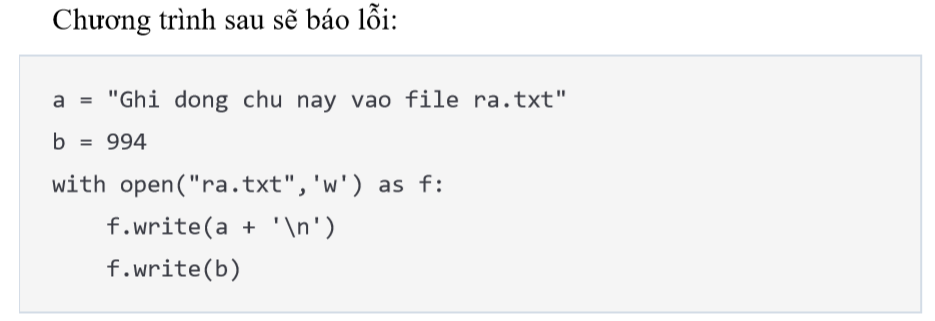 Chương trình sau sẽ báo lỗi:
a = "Ghi dong chu nay vao file ra.txt"
b = 994
with open("ra.txt",'w') as f:
    f.write(a + '\n')
    f.write(b)